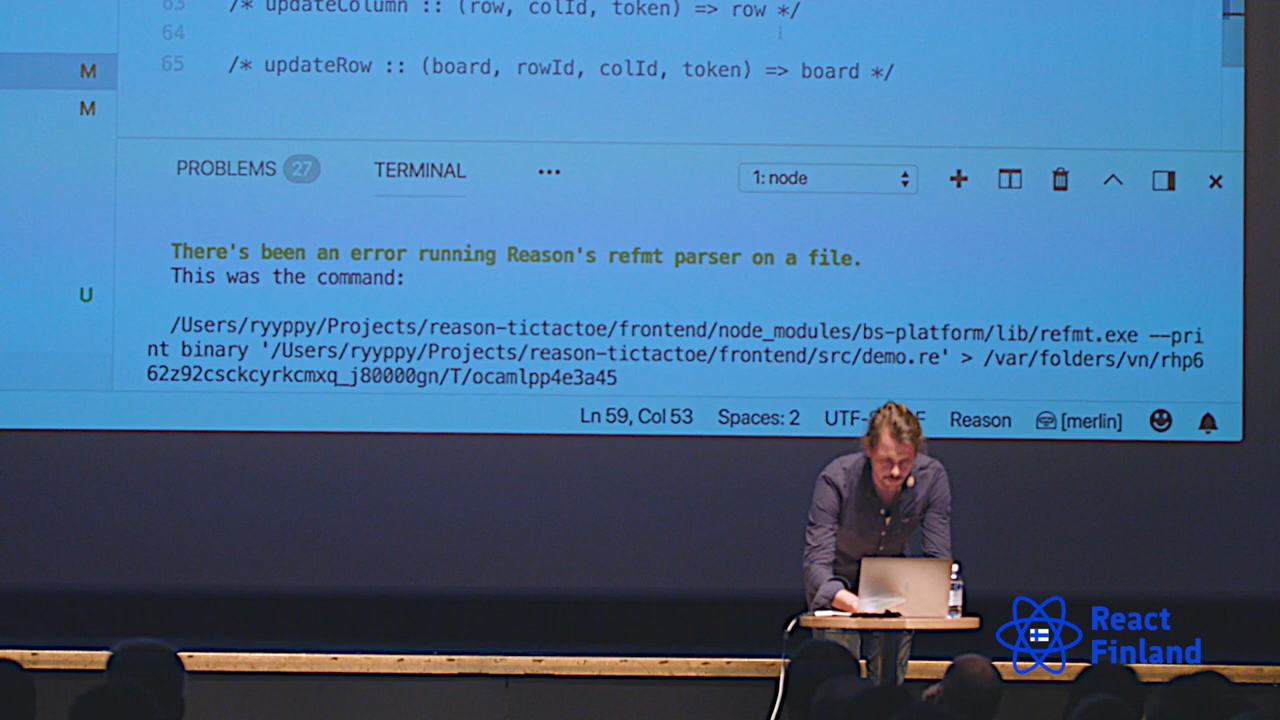 63 /* updateColumn :: (row, colId, token) => row */
64
65 /* updateRow :: (board, rowId, colId, token) => board */
M
M
PROBLEMS 27 TERMINAL ••• 1: node
There's been an error running Reason's refmt parser on a file.
This was the command:
U
/Users/ryyppy/Projects/reason-tictactoe/frontend/node_modules/bs-platform/lib/refmt.exe --pri
nt binary '/Users/ryyppy/Projects/reason-tictactoe/frontend/src/demo.re' > /var/folders/vn/rhp6
62z92csckcyrkcmxq_j80000gn/T/ocamlpp4e3a45
Ln 59, Col 53 Spaces: 2 Reason [merlin]
React
Finland